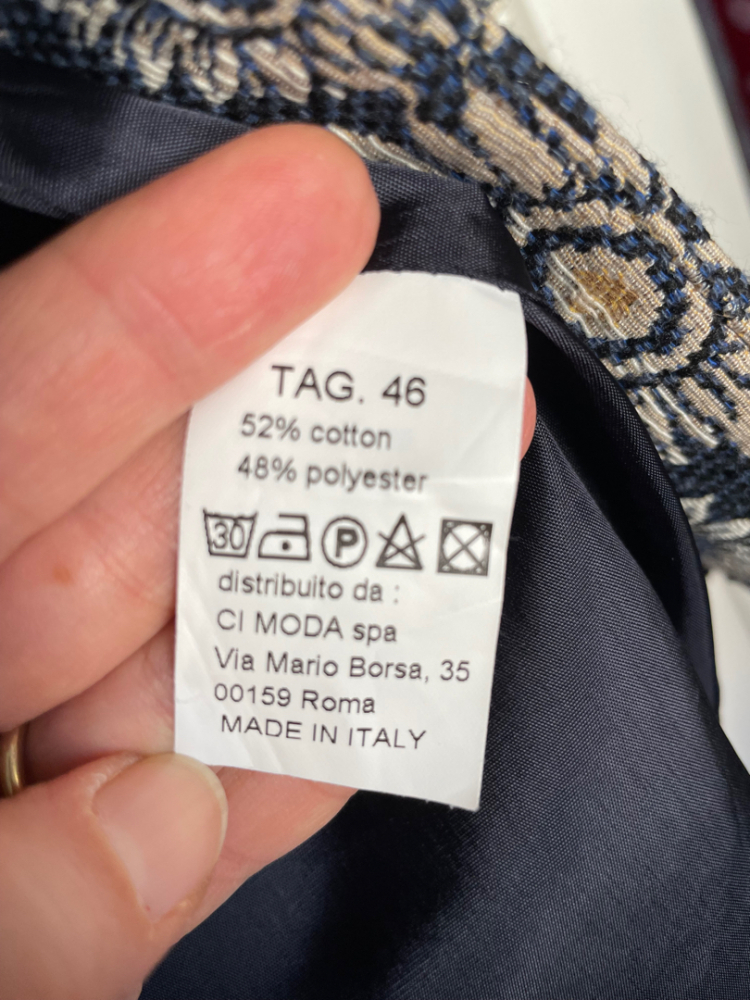 TAG. 46
52% cotton
48% polyester
30 P
distribuito da :
CI MODA spa
Via Mario Borsa, 35
00159 Roma
MADE IN ITALY